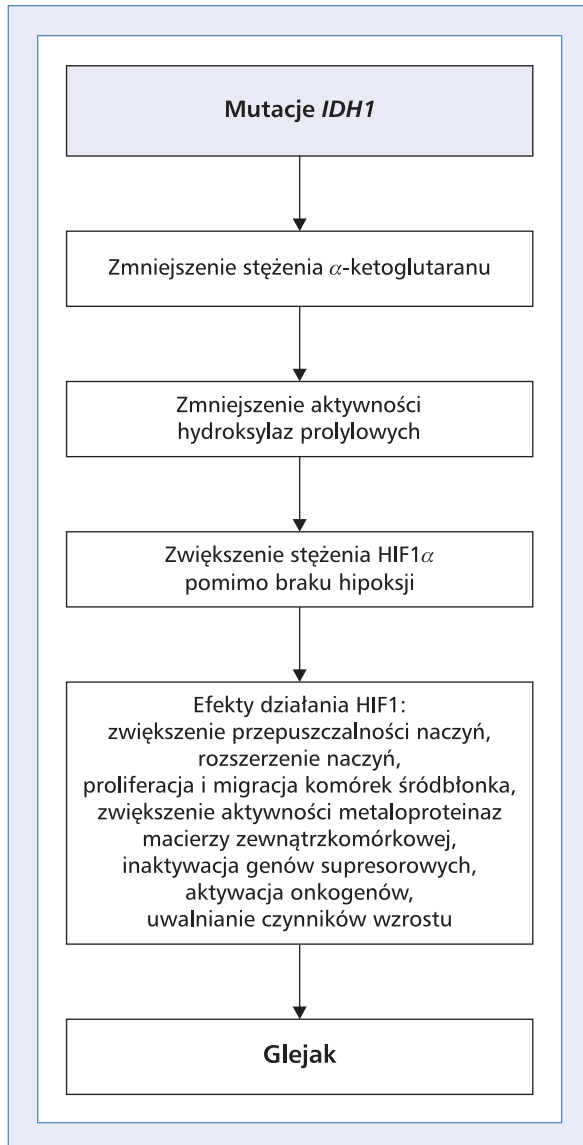 Mutacje IDH1
Zmniejszenie stężenia α-ketoglutaranu
Zmniejszenie aktywności
hydroksylaz prolylowych
Zwiększenie stężenia HIF1α
pomimo braku hipoksji
Efekty działania HIF1:
zwiększenie przepuszczalności naczyń,
rozszerzenie naczyń,
proliferacja i migracja komórek śródbłonka,
zwiększenie aktywności metaloproteinaz
macierzy zewnątrzkomórkowej,
inaktywacja genów supresorowych,
aktywacja onkogenów,
uwalnianie czynników wzrostu
Glejak